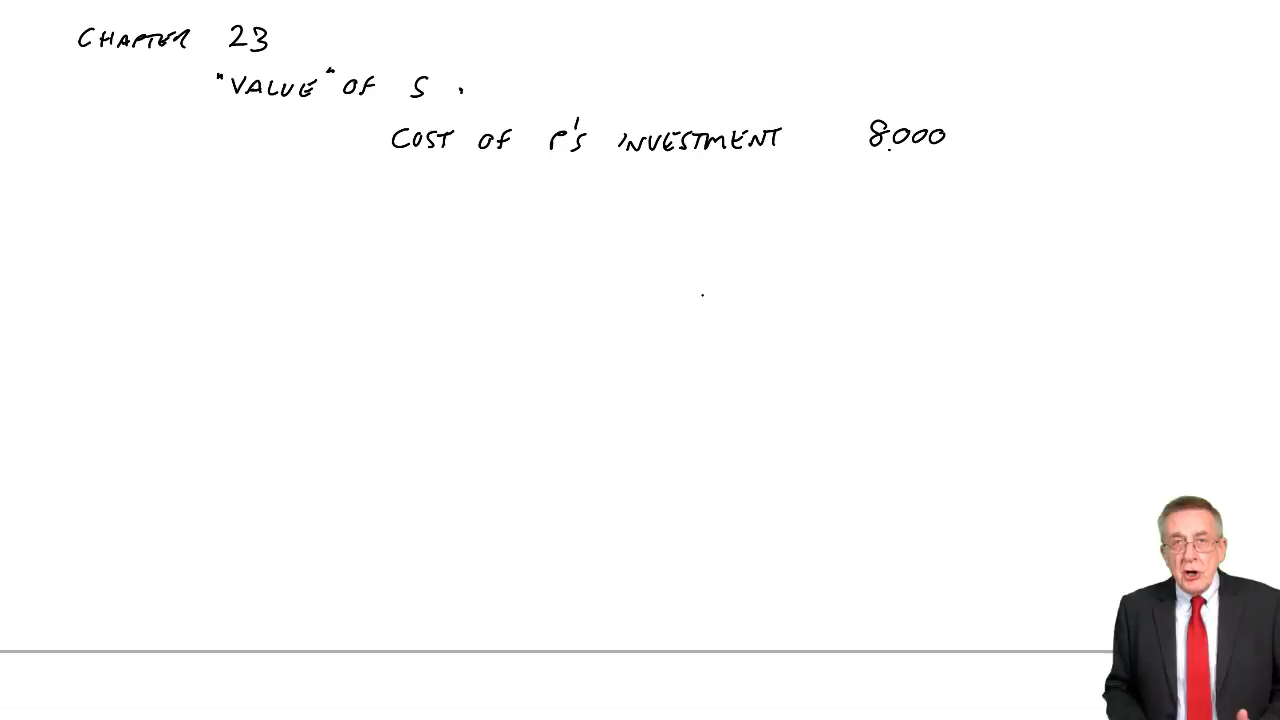 CHAPTER 23
"VALUE" OF S.
COST OF P'S INVESTMENT 8,000